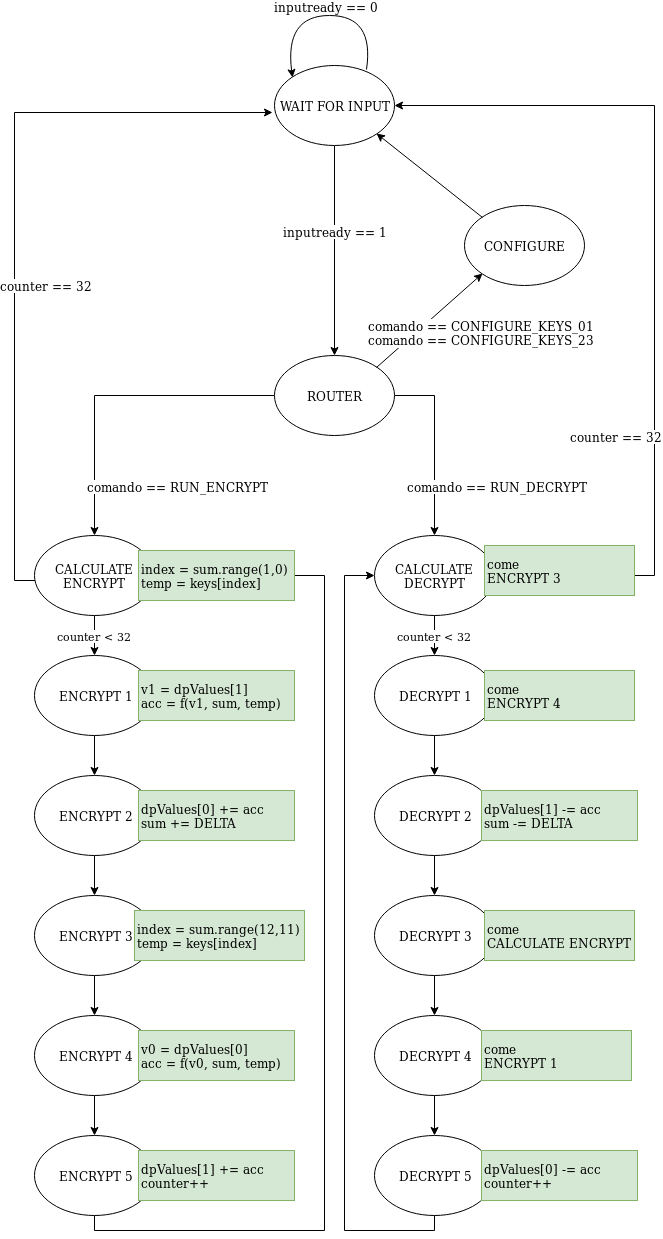 inputready == 0
WAIT FOR INPUT
inputready == 1
CONFIGURE
counter == 32
comando == CONFIGURE_KEYS_01
comando == CONFIGURE_KEYS_23
ROUTER
counter == 32
comando == RUN_ENCRYPT
comando == RUN_DECRYPT
CALCULATE
ENCRYPT
index = sum.range(1,0)
temp = keys[index]
CALCULATE
DECRYPT
come
ENCRYPT 3
counter < 32
counter < 32
ENCRYPT 1
v1 = dpValues[1]
acc = f(v1, sum, temp)
DECRYPT 1
come
ENCRYPT 4
ENCRYPT 2
dpValues[0] += acc
sum += DELTA
DECRYPT 2
dpValues[1] -= acc
sum -= DELTA
ENCRYPT 3
index = sum.range(12,11)
temp = keys[index]
DECRYPT 3
come
CALCULATE ENCRYPT
ENCRYPT 4
v0 = dpValues[0]
acc = f(v0, sum, temp)
DECRYPT 4
come
ENCRYPT 1
ENCRYPT 5
dpValues[1] += acc
counter++
DECRYPT 5
dpValues[0] -= acc
counter++